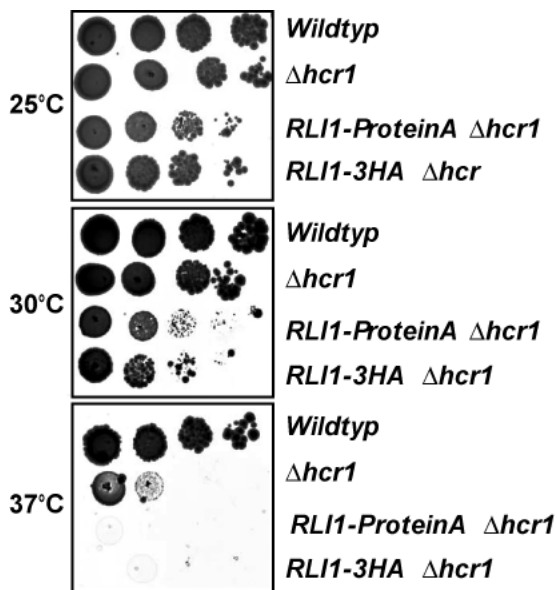 Wildtyp
Δhcr1
25°C
RLI1-ProteinA Δhcr1
RLI1-3HA Δhcr
Wildtyp
Δhcr1
30°C
RLI1-ProteinA Δhcr1
RLI1-3HA Δhcr1
Wildtyp
Δhcr1
37°C
RLI1-ProteinA Δhcr1
RLI1-3HA Δhcr1